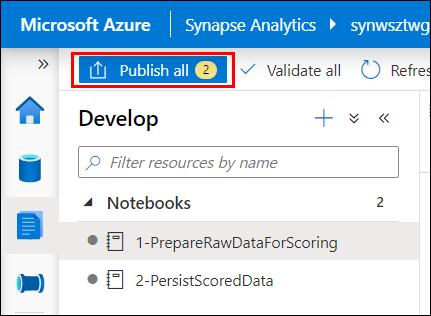 Microsoft Azure Synapse Analytics synwsztwg
Publish all 2 Validate all Refres
Develop
Filter resources by name
Notebooks 2
1-PrepareRawDataForScoring
2-PersistScoredData